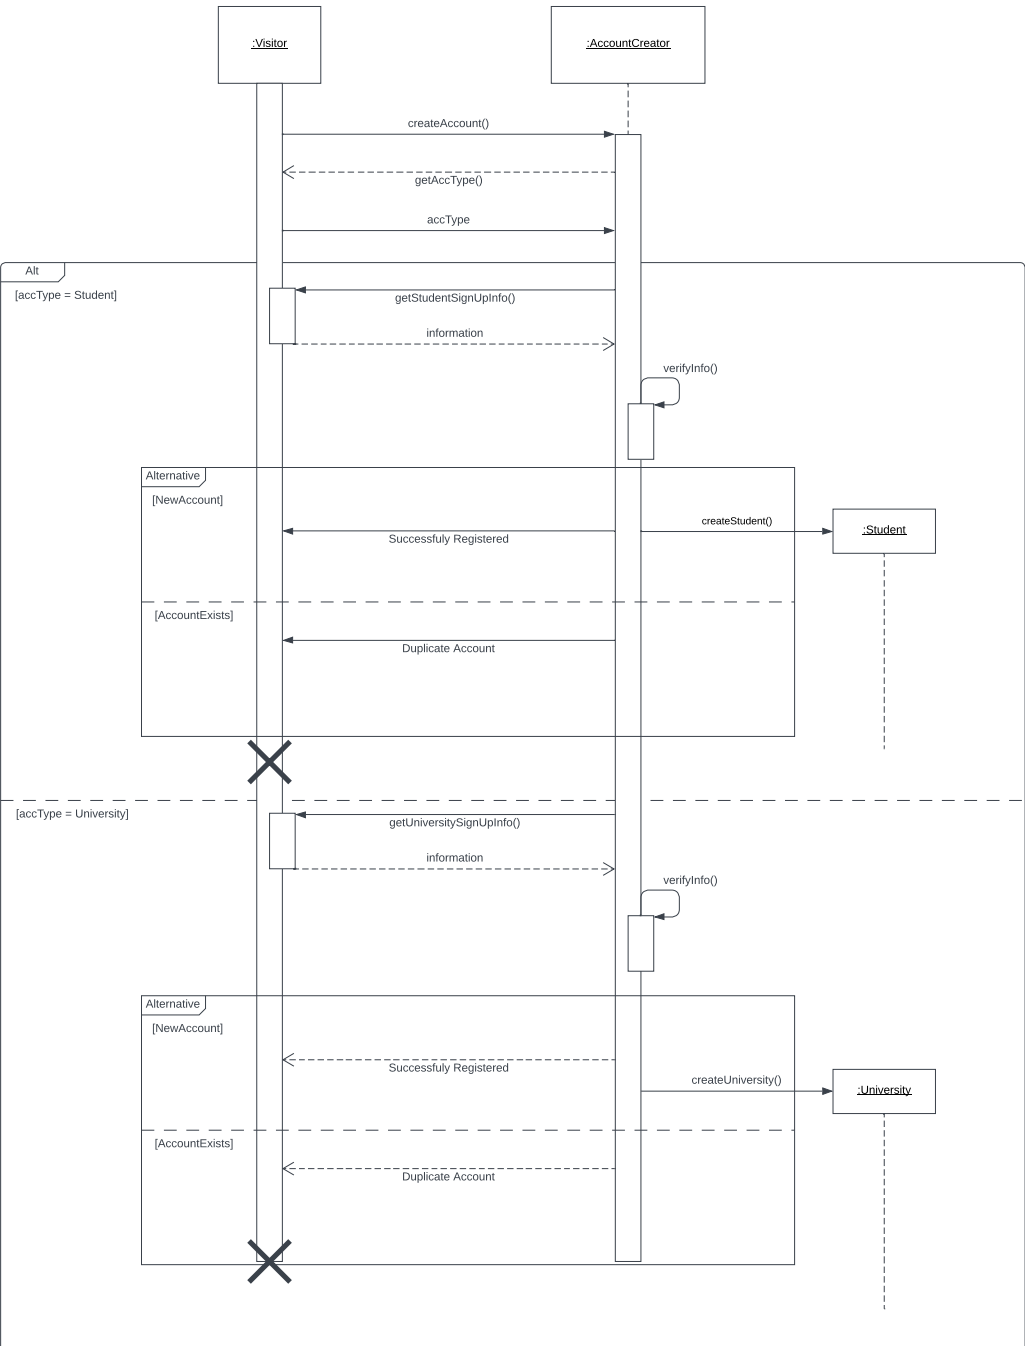 :Visitor
:AccountCreator
createAccount()
getAccType()
accType
Alt
[accType = Student]
getStudentSignUpInfo()
information
verifyInfo()
Alternative
[NewAccount]
createStudent()
:Student
Successfuly Registered
[AccountExists]
Duplicate Account
[accType = University]
getUniversitySignUpInfo()
information
verifyInfo()
Alternative
[NewAccount]
Successfuly Registered
createUniversity()
:University
[AccountExists]
Duplicate Account